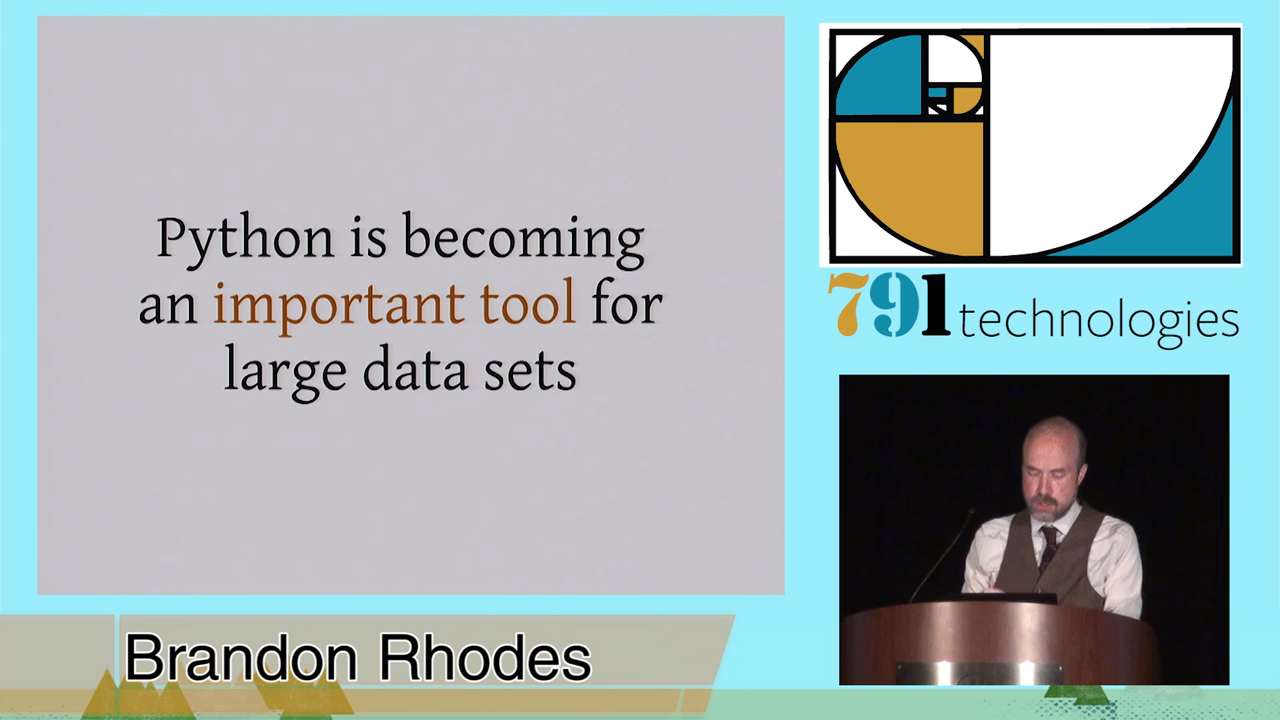 Python is becoming
an important tool for
large data sets
791 technologies
Brandon Rhodes